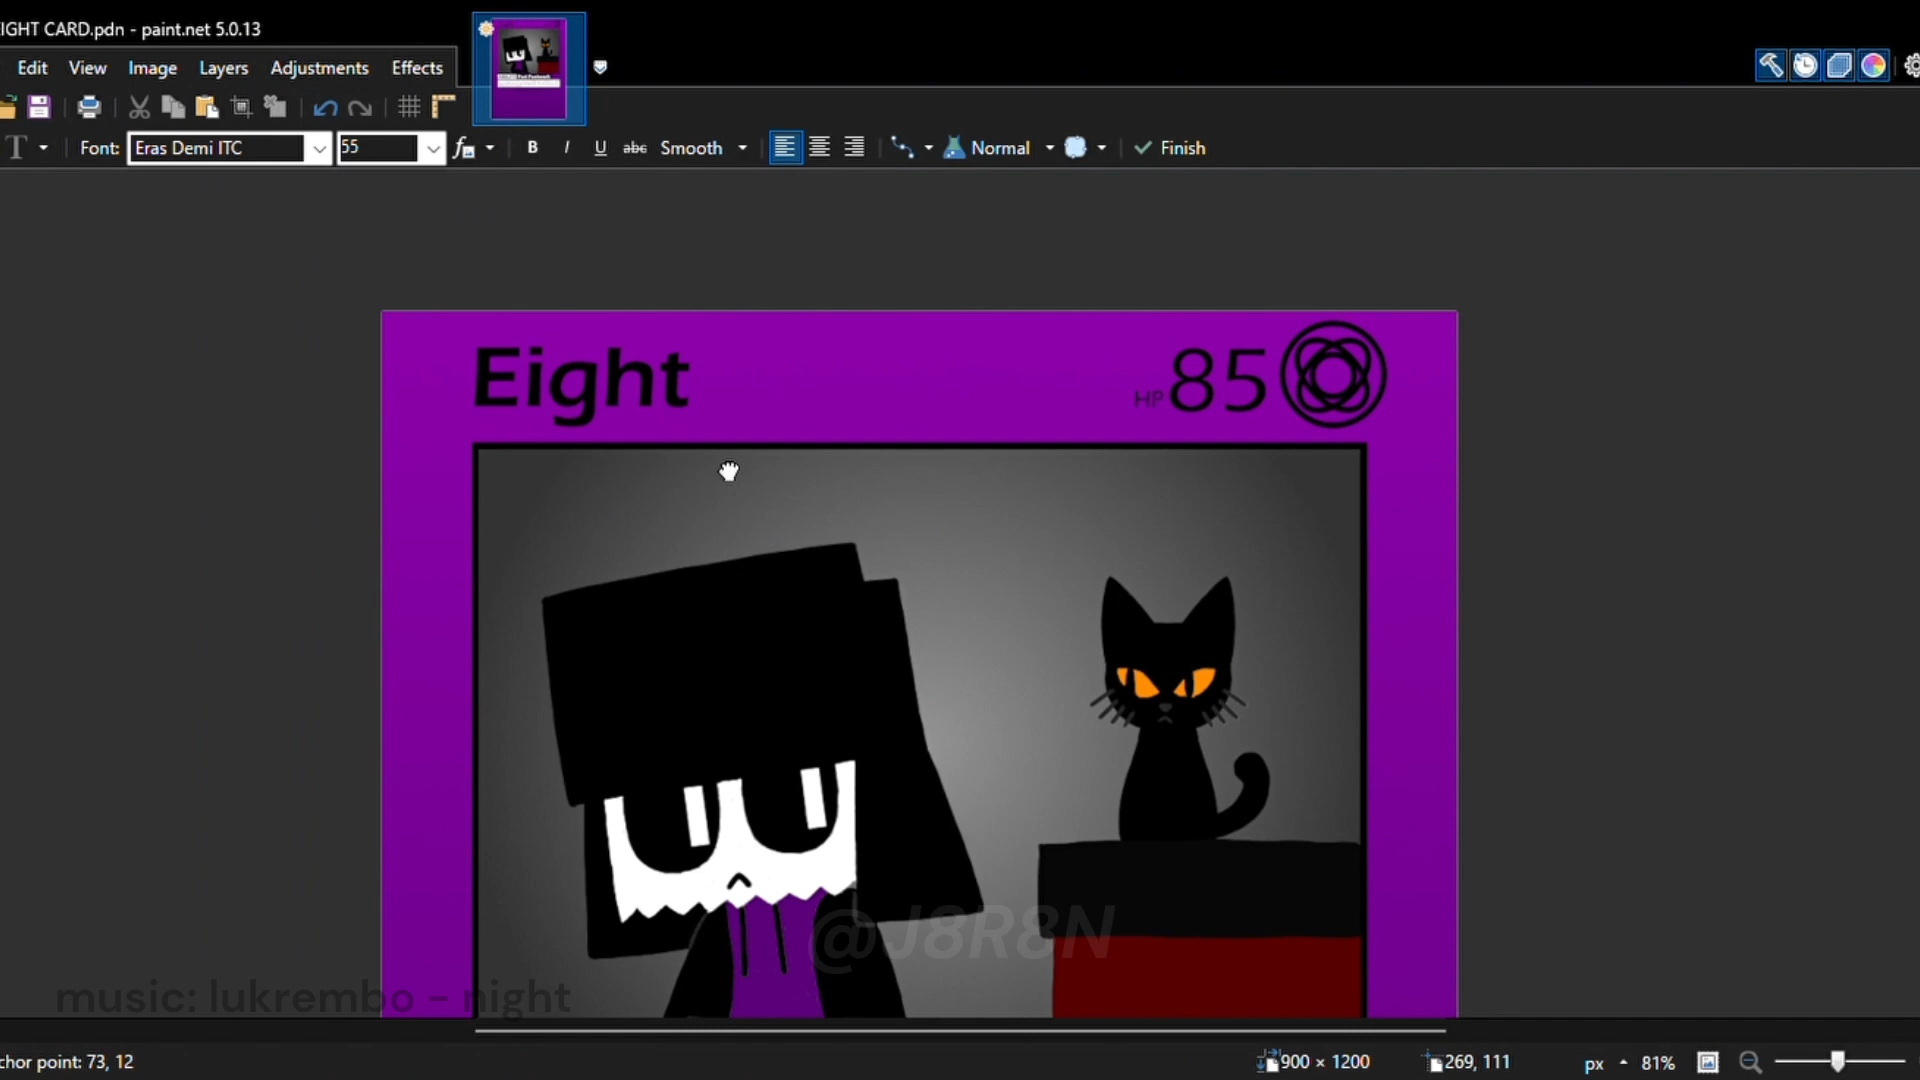 IGHT CARD.pdn - paint.net 5.0.13
Edit View Image Layers Adjustments Effects
T Font: Eras Demi ITC 55 fx B I U abc Smooth Normal Finish
Eight
HP 85
@J8R8N
music: lukrembo - night
chor point: 73, 12
900 × 1200
269, 111
px
81%